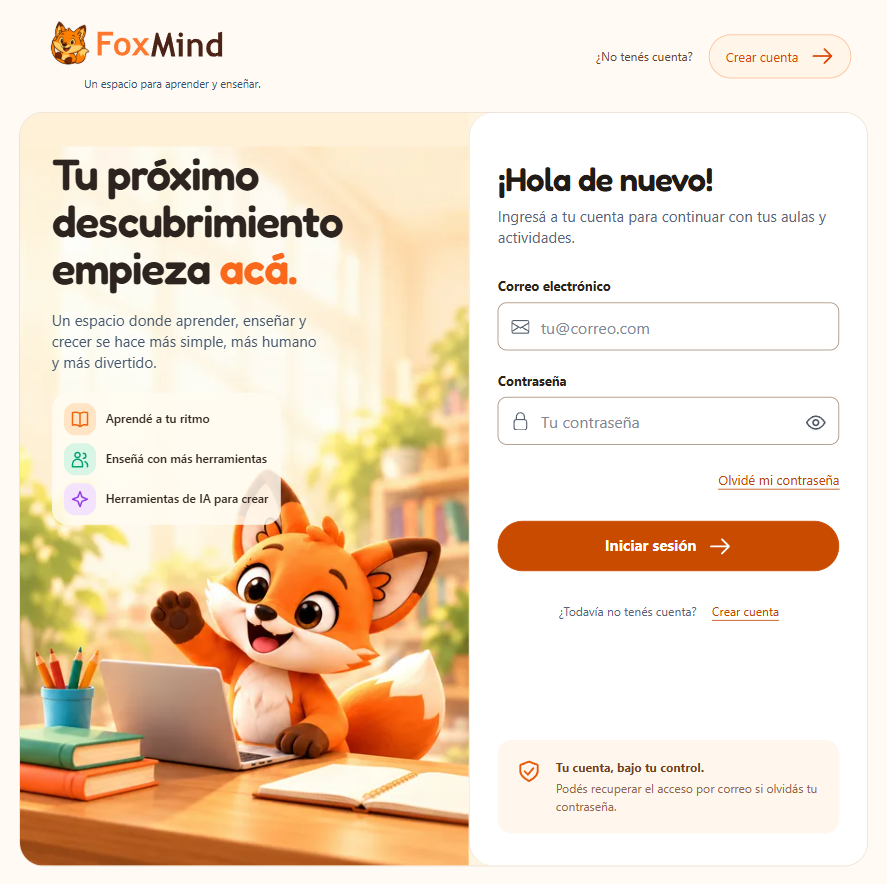 FoxMind
Un espacio para aprender y enseñar.
¿No tenés cuenta?
Crear cuenta
Tu próximo
descubrimiento
empieza acá.
Un espacio donde aprender, enseñar y
crecer se hace más simple, más humano
y más divertido.
Aprendé a tu ritmo
Enseñá con más herramientas
Herramientas de IA para crear
¡Hola de nuevo!
Ingresá a tu cuenta para continuar con tus aulas y
actividades.
Correo electrónico
tu@correo.com
Contraseña
Tu contraseña
Olvidé mi contraseña
Iniciar sesión
¿Todavía no tenés cuenta? Crear cuenta
Tu cuenta, bajo tu control.
Podés recuperar el acceso por correo si olvidás tu
contraseña.